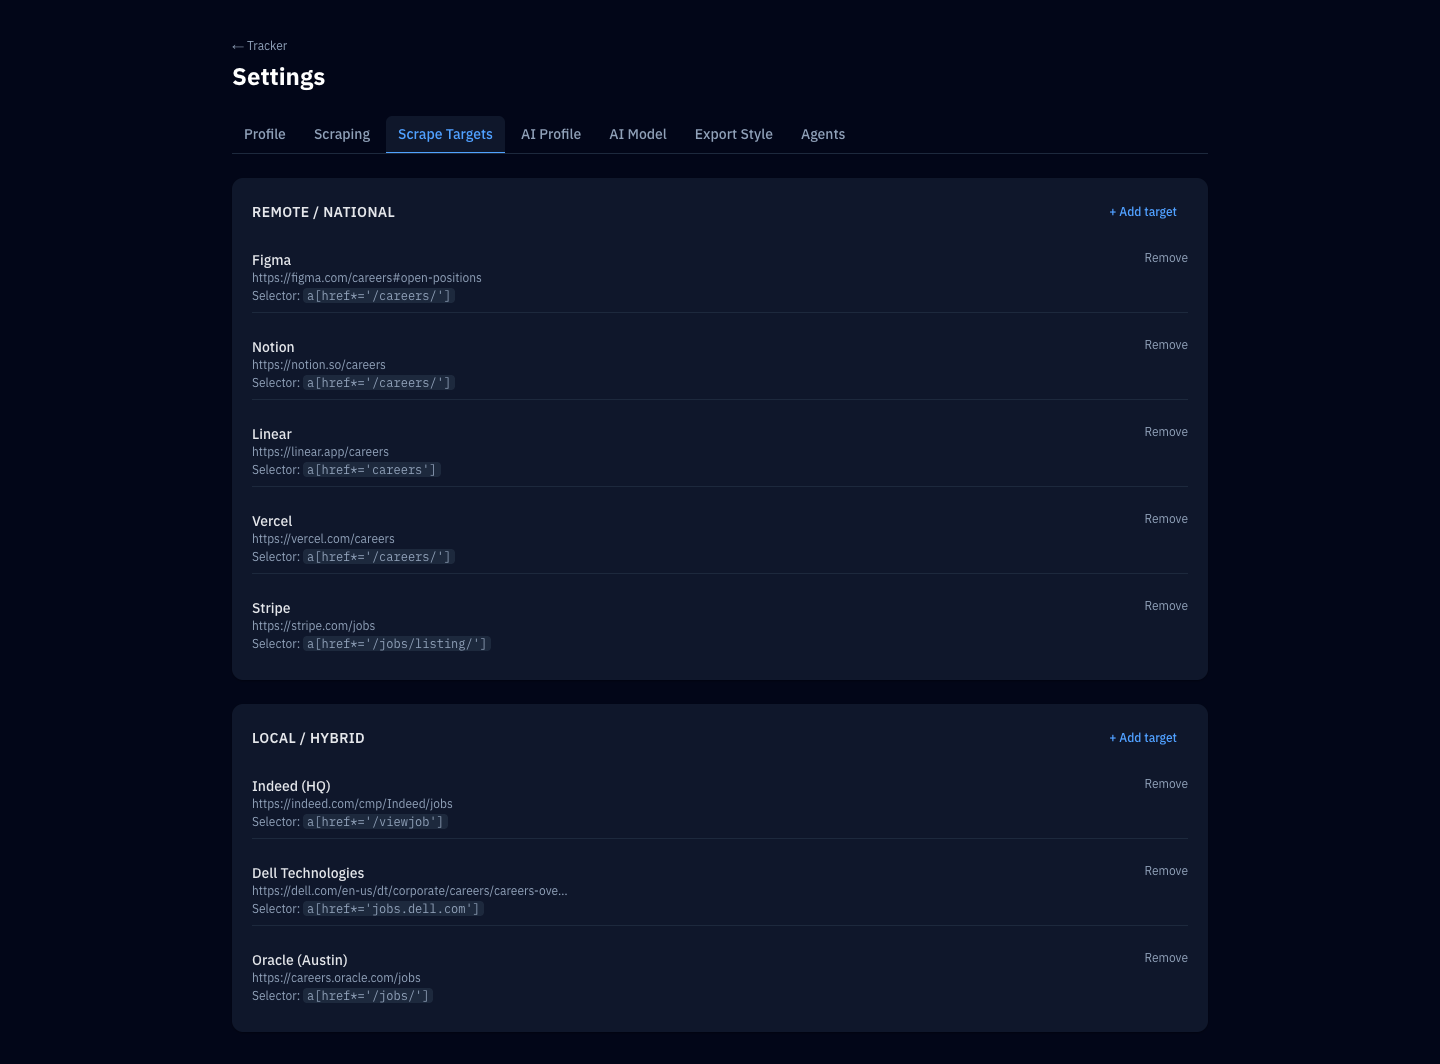 ← Tracker
Settings
Profile Scraping Scrape Targets AI Profile AI Model Export Style Agents
REMOTE / NATIONAL + Add target
Figma Remove
https://figma.com/careers#open-positions
Selector: a[href*='/careers/']
Notion Remove
https://notion.so/careers
Selector: a[href*='/careers/']
Linear Remove
https://linear.app/careers
Selector: a[href*='careers']
Vercel Remove
https://vercel.com/careers
Selector: a[href*='/careers/']
Stripe Remove
https://stripe.com/jobs
Selector: a[href*='/jobs/listing/']
LOCAL / HYBRID + Add target
Indeed (HQ) Remove
https://indeed.com/cmp/Indeed/jobs
Selector: a[href*='/viewjob']
Dell Technologies Remove
https://dell.com/en-us/dt/corporate/careers/careers-ove...
Selector: a[href*='jobs.dell.com']
Oracle (Austin) Remove
https://careers.oracle.com/jobs
Selector: a[href*='/jobs/']